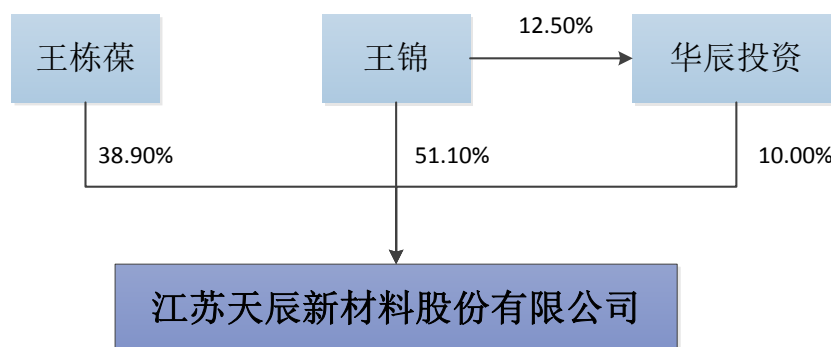 12.50%
王栋葆
王锦
华辰投资
38.90%
51.10%
10.00%
江苏天辰新材料股份有限公司